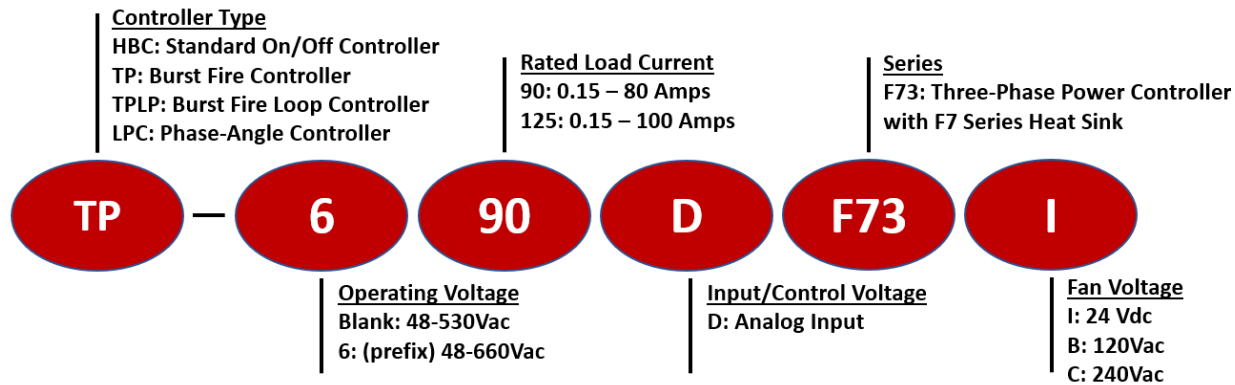 Controller Type
HBC: Standard On/Off Controller
TP: Burst Fire Controller
TPLP: Burst Fire Loop Controller
LPC: Phase-Angle Controller
Rated Load Current
90: 0.15 – 80 Amps
125: 0.15 – 100 Amps
Series
F73: Three-Phase Power Controller
with F7 Series Heat Sink
TP – 6 90 D F73 I
Operating Voltage
Blank: 48-530Vac
6: (prefix) 48-660Vac
Input/Control Voltage
D: Analog Input
Fan Voltage
I: 24 Vdc
B: 120Vac
C: 240Vac